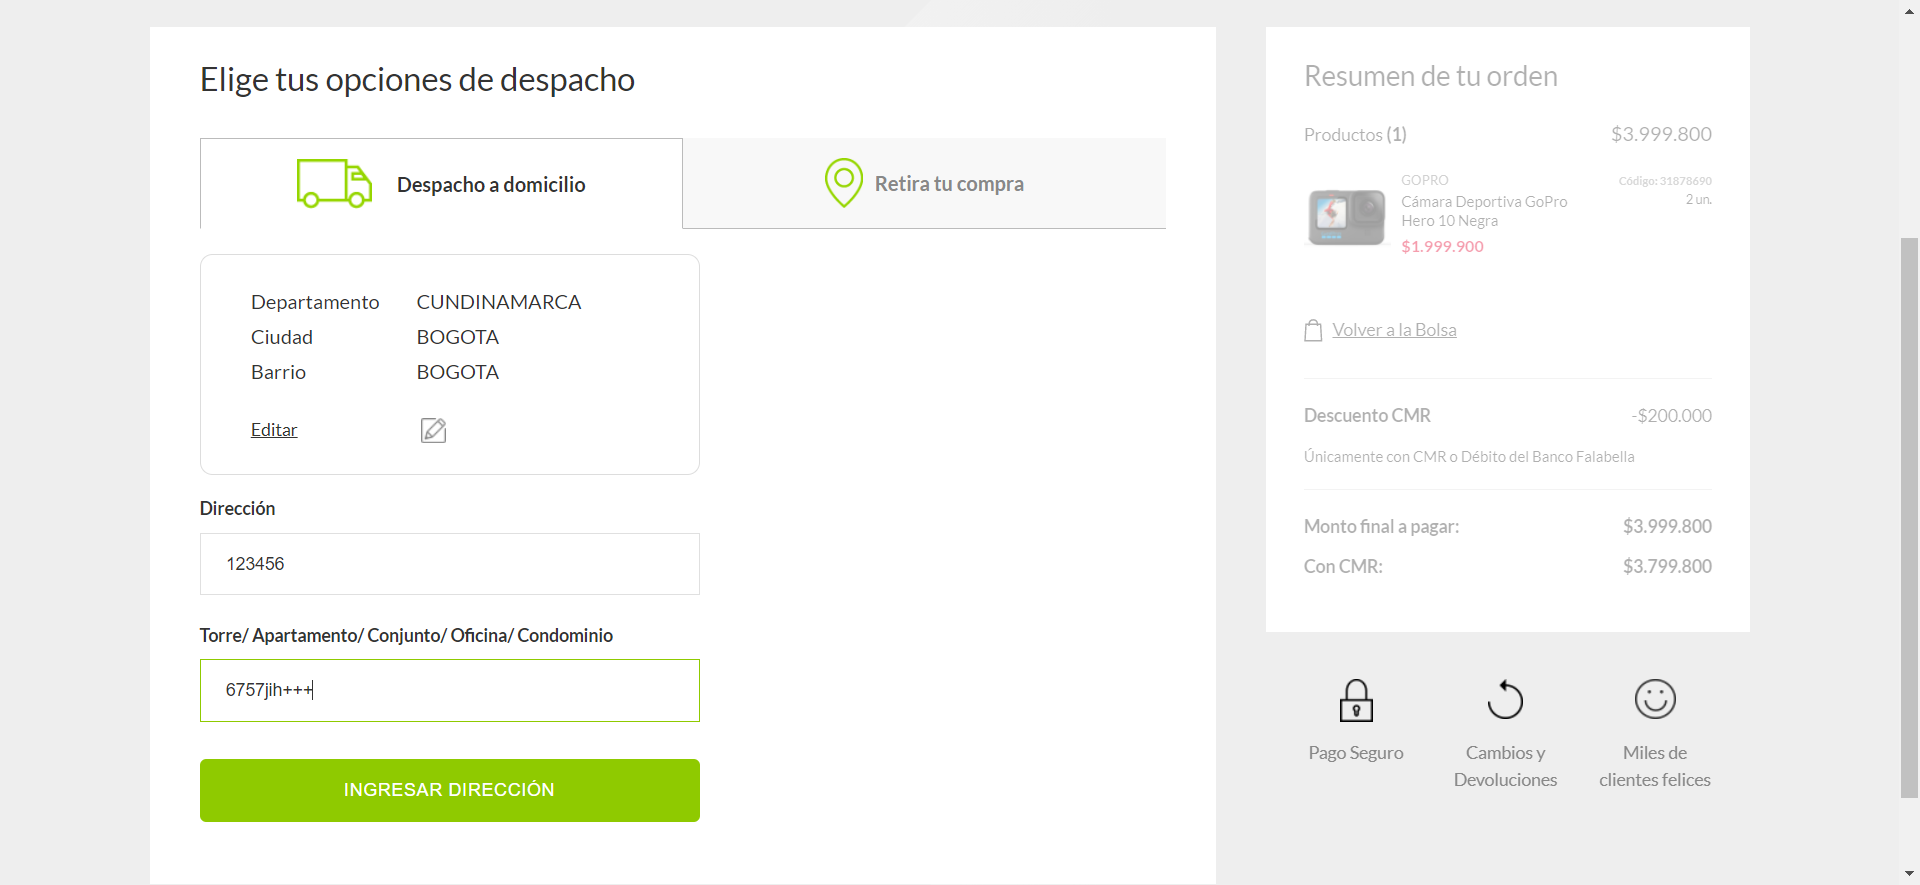 Elige tus opciones de despacho
Despacho a domicilio
Retira tu compra
Departamento CUNDINAMARCA
Ciudad BOGOTA
Barrio BOGOTA
Editar
Dirección
123456
Torre/ Apartamento/ Conjunto/ Oficina/ Condominio
6757jih+++
INGRESAR DIRECCIÓN
Resumen de tu orden
Productos (1) $3.999.800
GOPRO Código: 31878690
Cámara Deportiva GoPro 2 un.
Hero 10 Negra
$1.999.900
Volver a la Bolsa
Descuento CMR -$200.000
Únicamente con CMR o Débito del Banco Falabella
Monto final a pagar: $3.999.800
Con CMR: $3.799.800
Pago Seguro
Cambios y
Devoluciones
Miles de
clientes felices